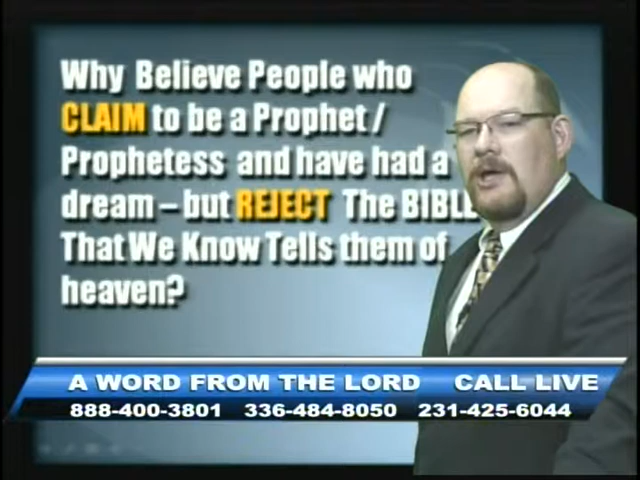 Why Believe People who
CLAIM to be a Prophet /
Prophetess and have had a
dream – but REJECT The BIBLE
That We Know Tells them of
heaven?
A WORD FROM THE LORD CALL LIVE
888-400-3801 336-484-8050 231-425-6044